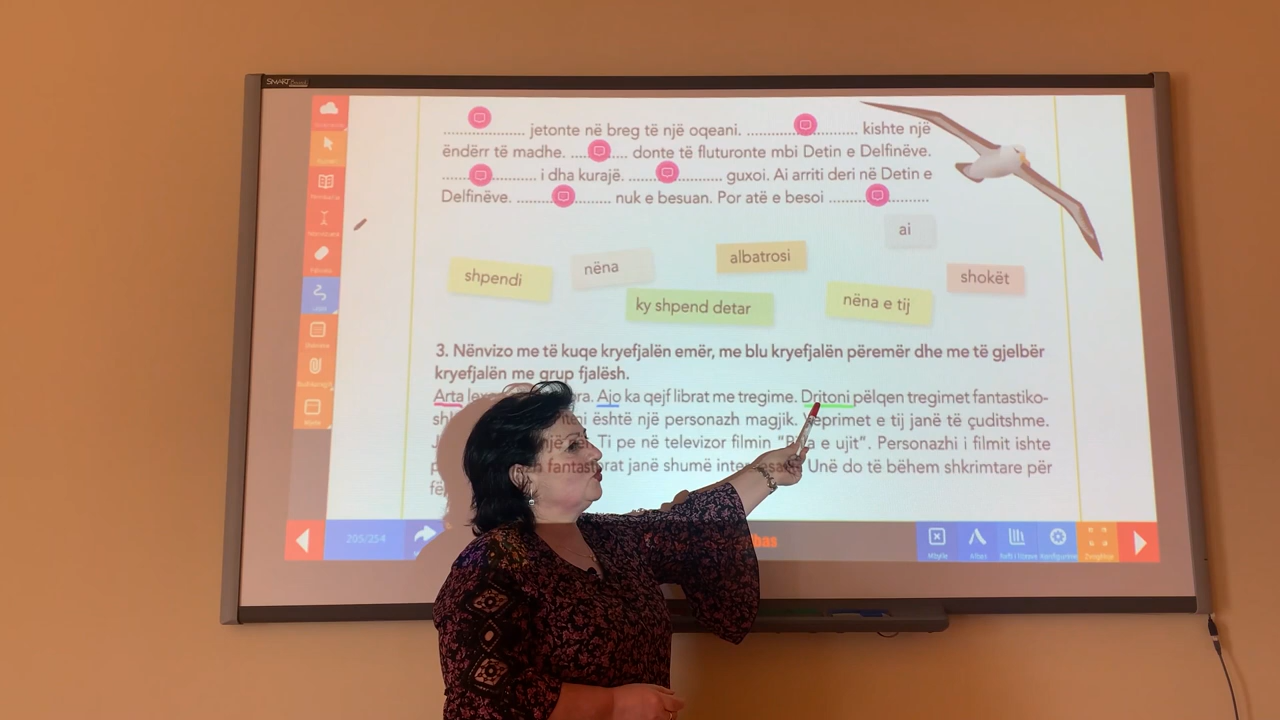 SMART
jetonte në breg të një oqeani. kishte një
ëndërr të madhe. donte të fluturonte mbi Detin e Delfinëve.
i dha kurajë. guxoi. Ai arriti deri në Detin e
Delfinëve. nuk e besuan. Por atë e besoi
ai
shpendi nëna albatrosi shokët
ky shpend detar nëna e tij
3. Nënvizo me të kuqe kryefjalën emër, me blu kryefjalën përemër dhe me të gjelbër
kryefjalën me grup fjalësh.
Arta Ajo ka qejf librat me tregime. Dritoni pëlqen tregimet fantastiko-
është një personazh magjik. Veprimet e tij janë të çuditshme.
një Ti pe në televizor filmin e ujit”. Personazhi i filmit ishte
janë shumë Unë do të bëhem shkrimtare për
205/254
bas